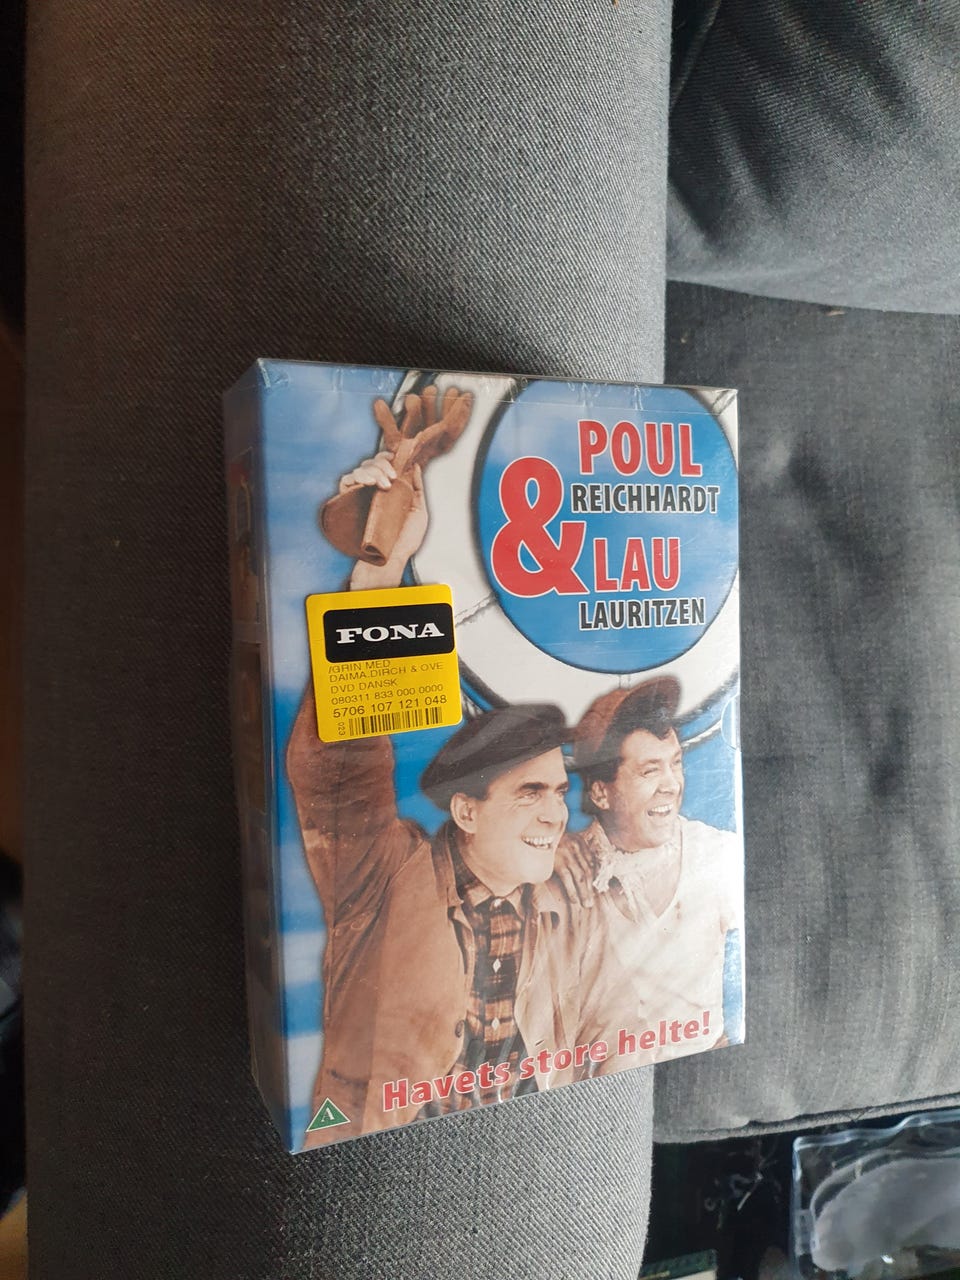 POUL
REICHHARDT
& LAU
LAURITZEN
FONA
/GRIN MED
DAIMA.DIRCH & OVE
DVD DANSK
080311 833 000 0000
5706 107 121 048
023
Havets store helte!
A